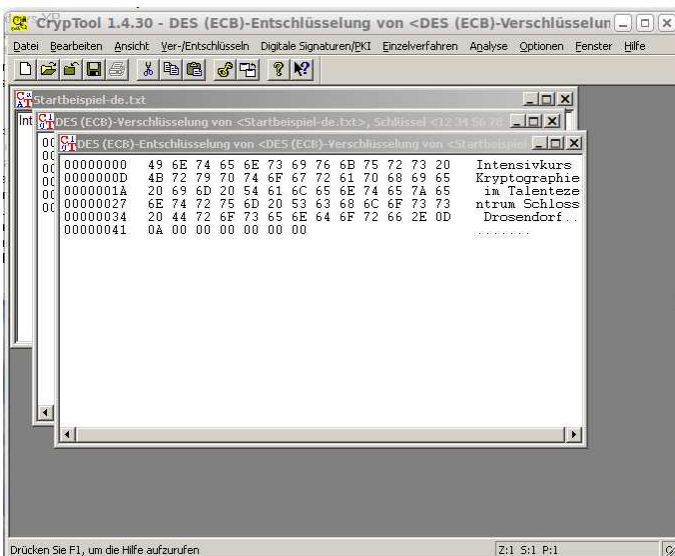 CrypTool 1.4.30 - DES (ECB)-Entschlüsselung von <DES (ECB)-Verschlüsselun
Datei Bearbeiten Ansicht Ver-/Entschlüsseln Digitale Signaturen/PKI Einzelverfahren Analyse Optionen Fenster Hilfe
Startbeispiel-de.txt
Int
DES (ECB)-Verschlüsselung von <Startbeispiel-de.txt>, Schlüssel <12 34 56 78
DES (ECB)-Entschlüsselung von <DES (ECB)-Verschlüsselung von <Startbeispiel
00000000 49 6E 74 65 6E 73 69 76 6B 75 72 73 20 Intensivkurs
0000000D 4B 72 79 70 74 6F 67 72 61 70 68 69 65 Kryptographie
0000001A 20 69 6D 20 54 61 6C 65 6E 74 65 7A 65 im Talenteze
00000027 6E 74 72 75 6D 20 53 63 68 6C 6F 73 73 ntrum Schloss
00000034 20 44 72 6F 73 65 6E 64 6F 72 66 2E 0D Drosendorf..
00000041 0A 00 00 00 00 00 00 .......
Drücken Sie F1, um die Hilfe aufzurufen Z:1 S:1 P:1